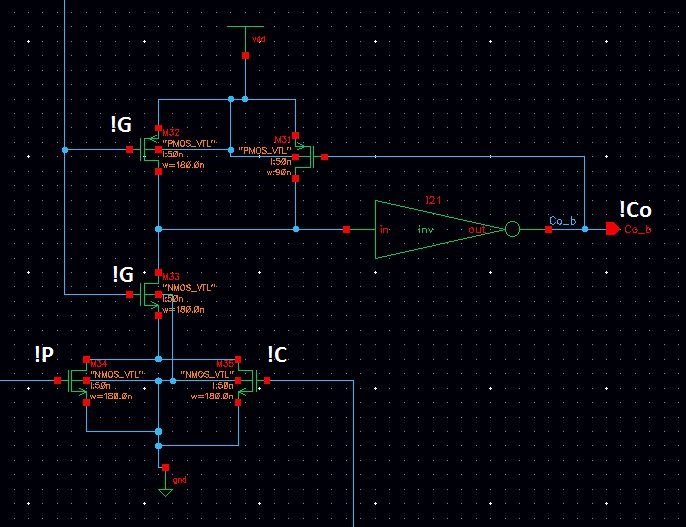 vdd
!G
M32
"PMOS_VTL"
l:50n
w=180.0n
M31
"PMOS_VTL"
l:50n
w:90n
I21
in inv out
Co_b
!Co
Co_b
!G
M33
"NMOS_VTL"
l:50n
w=180.0n
!P
M34
"NMOS_VTL"
l:50n
w=180.0n
!C
M35
"NMOS_VTL"
l:50n
w=180.0n
gnd